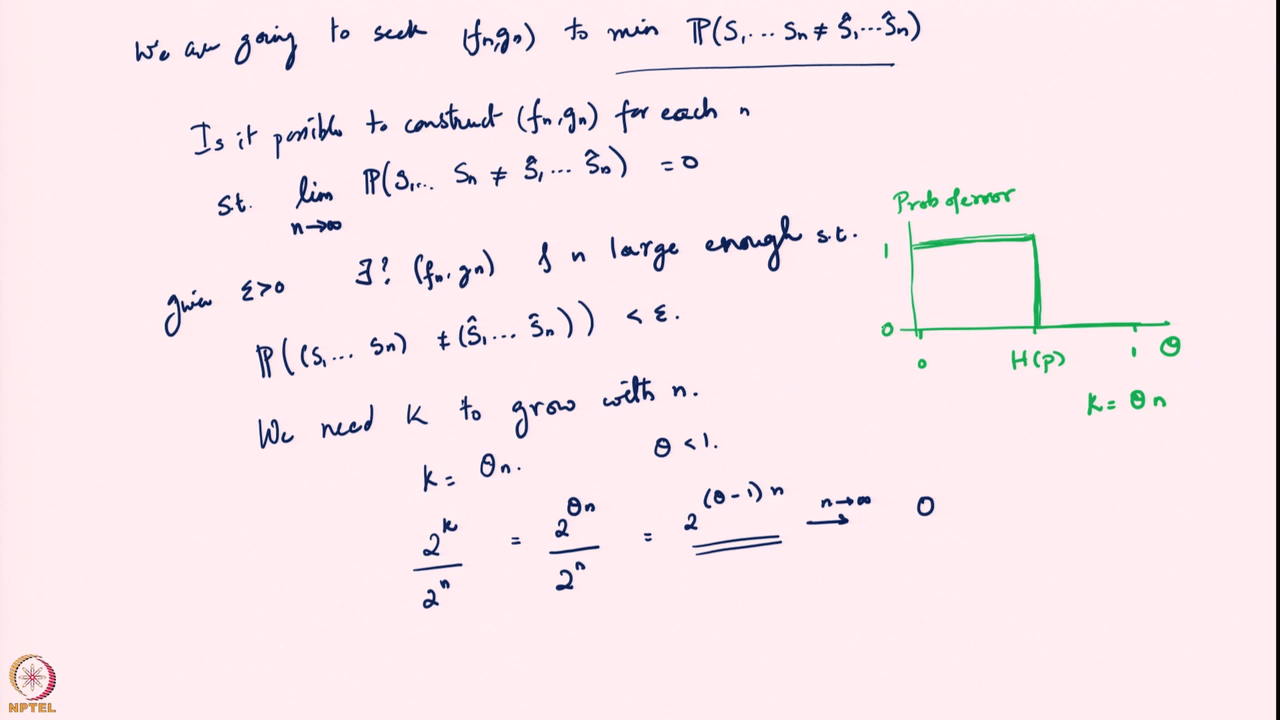 We are going to seek (fn,gn) to min ℙ(S1 ... Sn ≠ Ŝ1 ... Ŝn)
Is it possible to construct (fn, gn) for each n
s.t. lim n→∞ ℙ(S1 ... Sn ≠ Ŝ1 ... Ŝn) = 0
given ε>0 ∃? (fn, gn) & n large enough s.t.
ℙ((S1 ... Sn) ≠ (Ŝ1 ... Ŝn)) < ε.
We need K to grow with n.
k = θn. θ < 1.
2^k / 2^n = 2^θn / 2^n = 2^(θ-1)n n→∞ → 0
Prob of error
1
0
0 H(p) 1 θ
k = θn
NPTEL